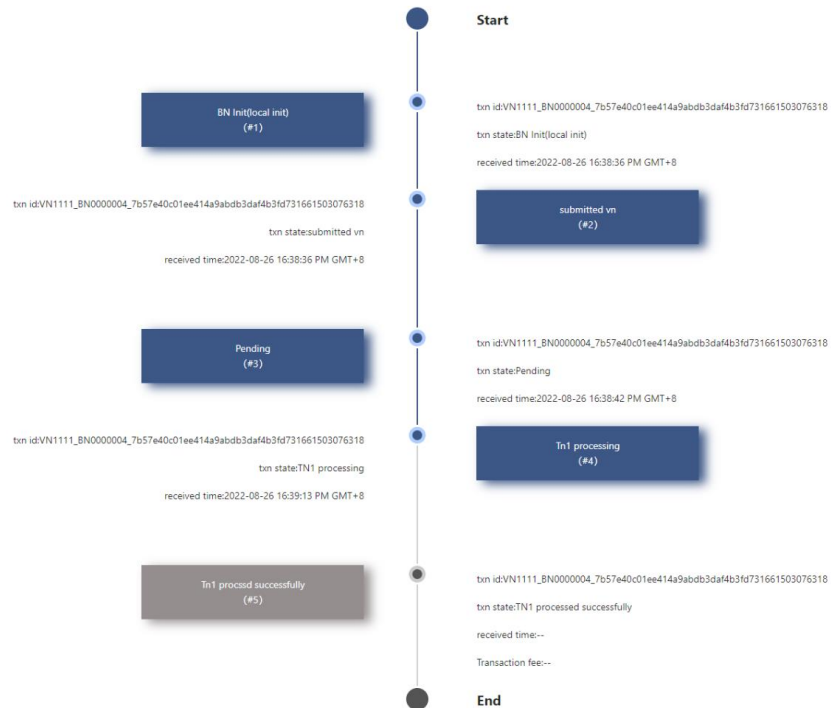 Start
BN Init(local init)
(#1)
txn id:VN1111_BN0000004_7b57e40c01ee414a9abdb3daf4b3fd731661503076318
txn state:BN Init(local init)
received time:2022-08-26 16:38:36 PM GMT+8
txn id:VN1111_BN0000004_7b57e40c01ee414a9abdb3daf4b3fd731661503076318
txn state:submitted vn
received time:2022-08-26 16:38:36 PM GMT+8
submitted vn
(#2)
Pending
(#3)
txn id:VN1111_BN0000004_7b57e40c01ee414a9abdb3daf4b3fd731661503076318
txn state:Pending
received time:2022-08-26 16:38:42 PM GMT+8
txn id:VN1111_BN0000004_7b57e40c01ee414a9abdb3daf4b3fd731661503076318
txn state:TN1 processing
received time:2022-08-26 16:39:13 PM GMT+8
Tn1 processing
(#4)
Tn1 procssd successfully
(#5)
txn id:VN1111_BN0000004_7b57e40c01ee414a9abdb3daf4b3fd731661503076318
txn state:TN1 processed successfully
received time:--
Transaction fee:--
End